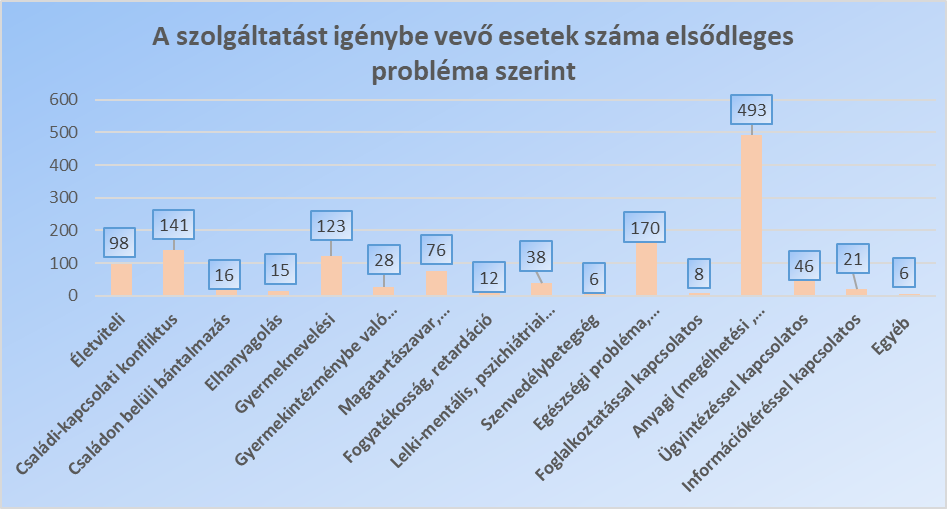 A szolgáltatást igénybe vevő esetek száma elsődleges
probléma szerint
600
500
400
300
200
100
0
98
141
16
15
123
28
76
12
38
6
170
8
493
46
21
6
Életviteli
Családi-kapcsolati konfliktus
Családon belüli bántalmazás
Elhanyagolás
Gyermeknevelési
Gyermekintézménybe való...
Magatartászavar,...
Fogyatékosság, retardáció
Lelki-mentális, pszichiátriai...
Szenvedélybetegség
Egészségi probléma,...
Foglalkoztatással kapcsolatos
Anyagi (megélhetési ,...
Ügyintézéssel kapcsolatos
Információkéréssel kapcsolatos
Egyéb